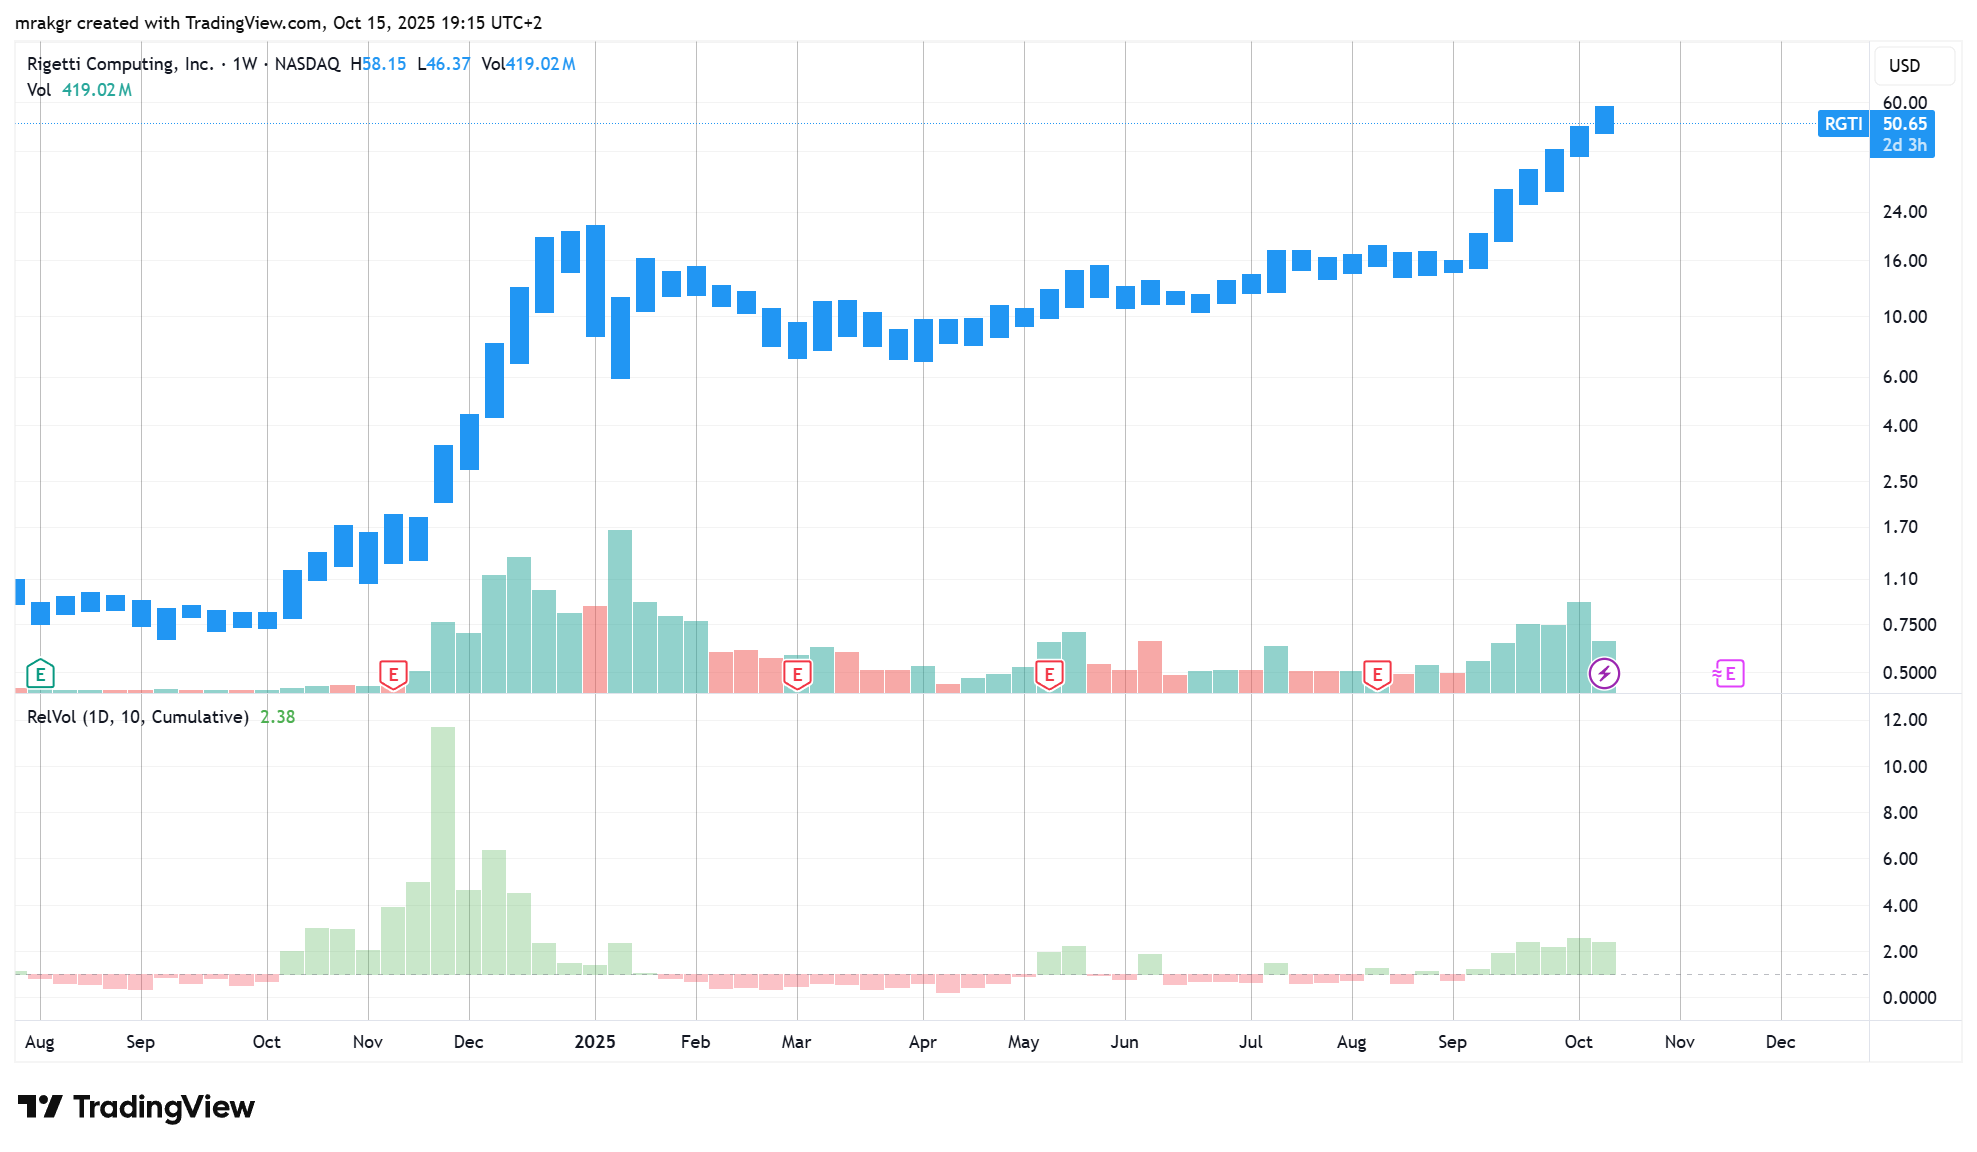 mrakgr created with TradingView.com, Oct 15, 2025 19:15 UTC+2
Rigetti Computing, Inc. · 1W · NASDAQ H58.15 L46.37 Vol419.02M
Vol 419.02M
USD
60.00
RGTI 50.65
2d 3h
24.00
16.00
10.00
6.00
4.00
2.50
1.70
1.10
0.7500
0.5000
E E E E E ≈E
RelVol (1D, 10, Cumulative) 2.38
12.00
10.00
8.00
6.00
4.00
2.00
0.0000
Aug Sep Oct Nov Dec 2025 Feb Mar Apr May Jun Jul Aug Sep Oct Nov Dec
TradingView